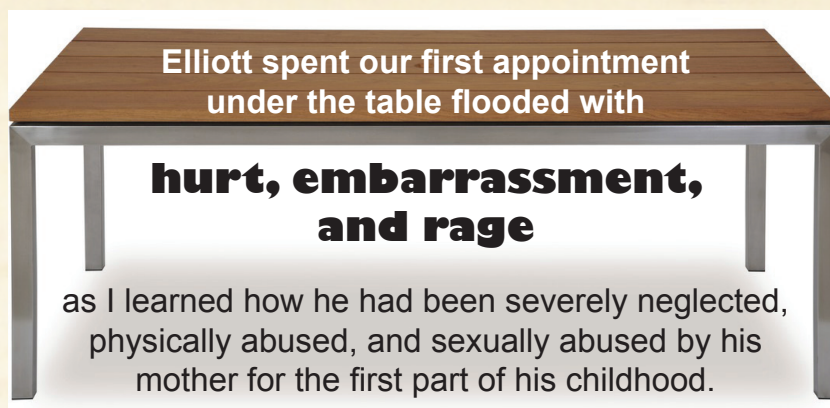 Elliott spent our first appointment
under the table flooded with
hurt, embarrassment,
and rage
as I learned how he had been severely neglected,
physically abused, and sexually abused by his
mother for the first part of his childhood.